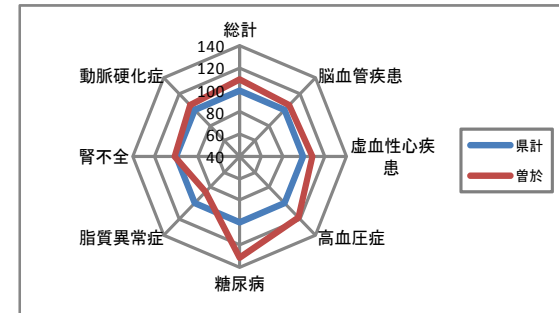 総計
140
120
100
80
60
40
脳血管疾患
虚血性心疾
患
高血圧症
糖尿病
脂質異常症
腎不全
動脈硬化症
県計
曽於